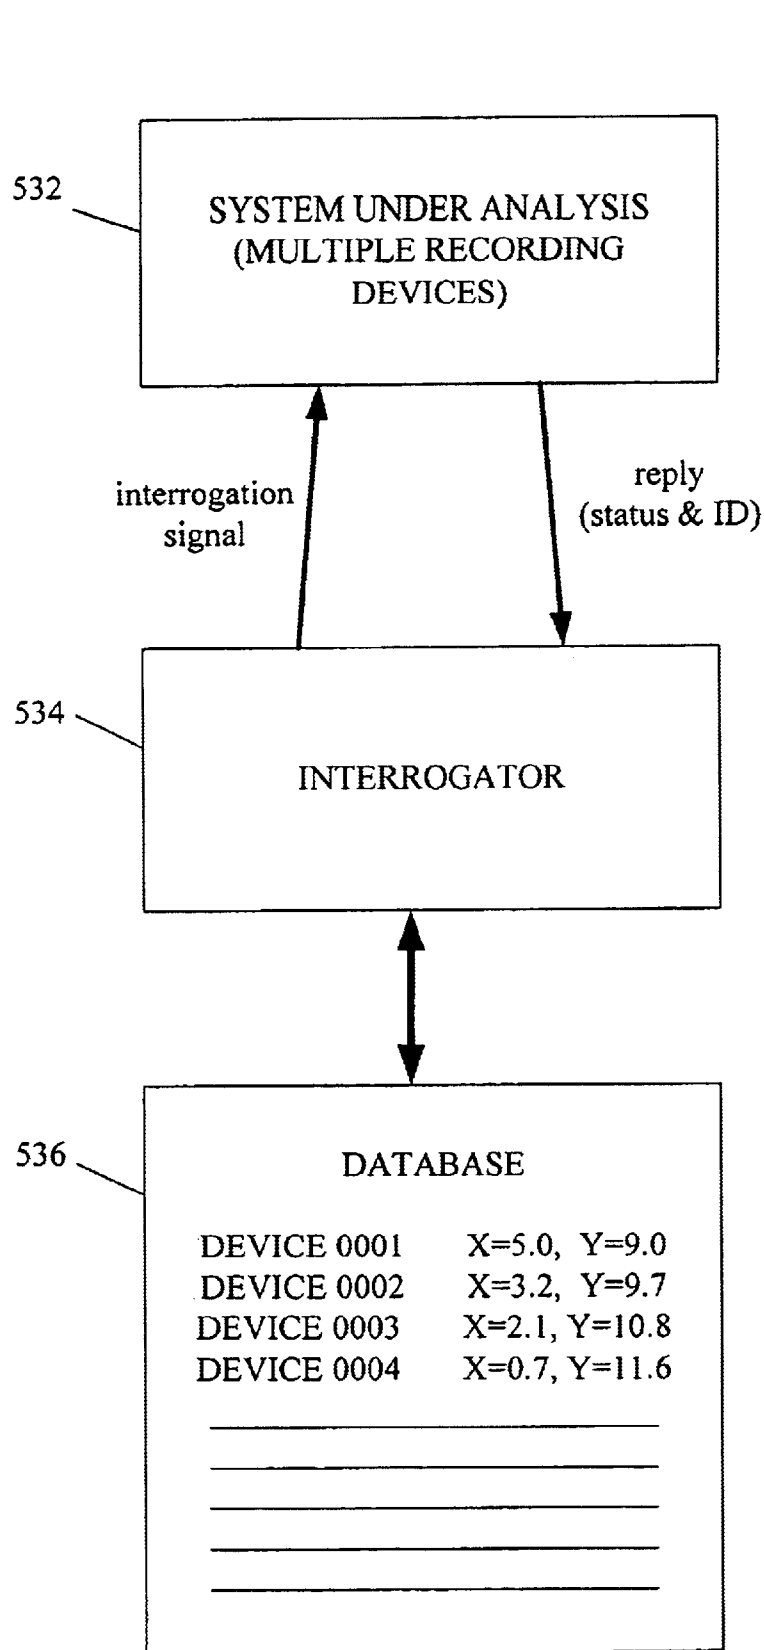 532
SYSTEM UNDER ANALYSIS
(MULTIPLE RECORDING
DEVICES)
interrogation
signal
reply
(status & ID)
534
INTERROGATOR
536
DATABASE
DEVICE 0001 X=5.0, Y=9.0
DEVICE 0002 X=3.2, Y=9.7
DEVICE 0003 X=2.1, Y=10.8
DEVICE 0004 X=0.7, Y=11.6